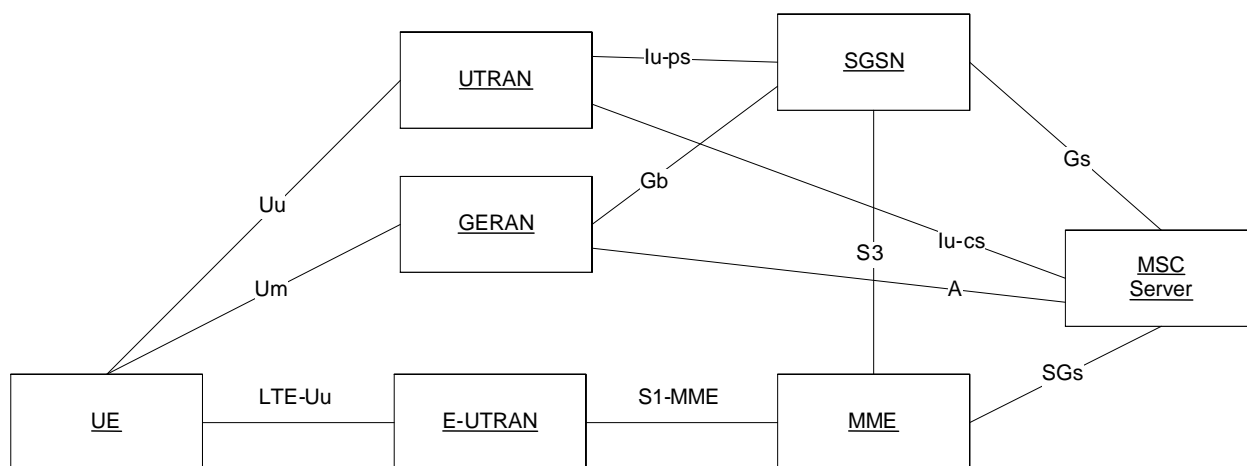 Iu-ps
SGSN
UTRAN
Gs
Gb
Uu
GERAN
Iu-cs
S3
MSC
Server
Um
A
SGs
LTE-Uu
S1-MME
UE
E-UTRAN
MME